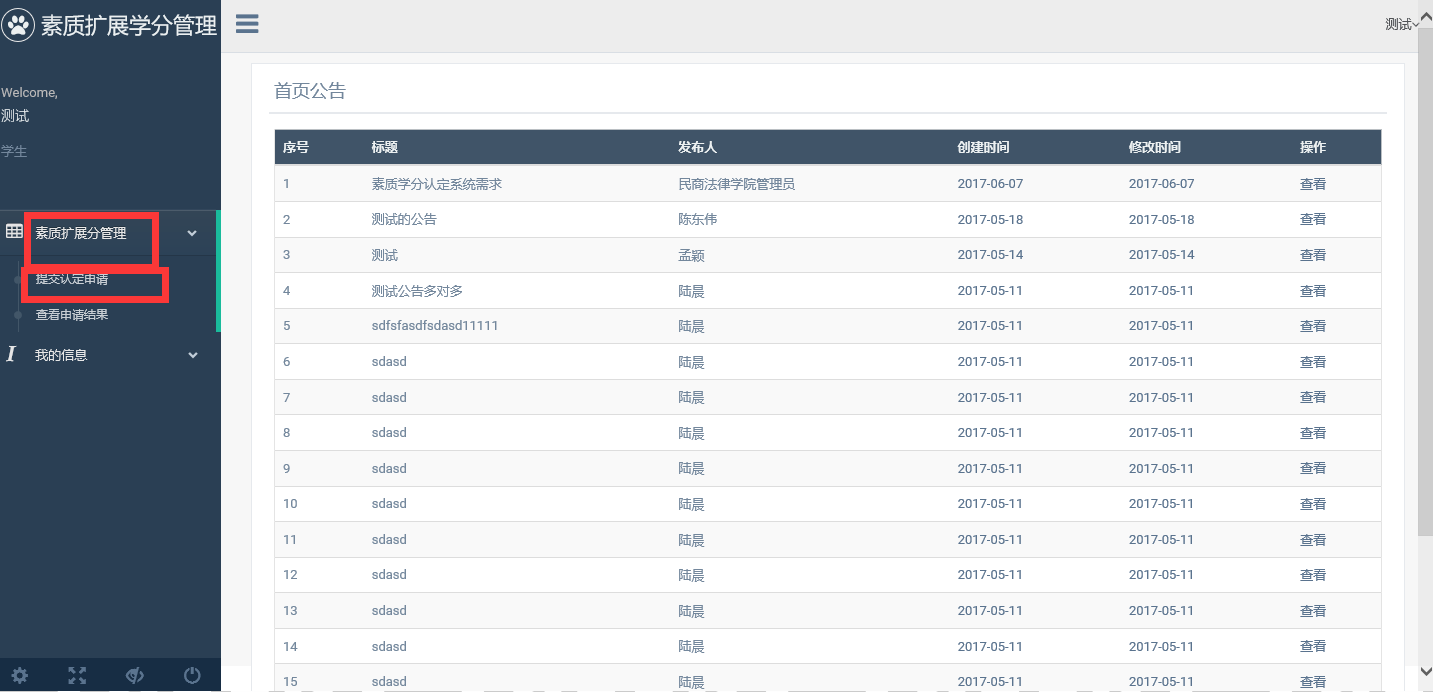 素质扩展学分管理
测试
Welcome,
测试
学生
素质扩展分管理
提交认定申请
查看申请结果
我的信息
首页公告
序号 标题 发布人 创建时间 修改时间 操作
1 素质学分认定系统需求 民商法律学院管理员 2017-06-07 2017-06-07 查看
2 测试的公告 陈东伟 2017-05-18 2017-05-18 查看
3 测试 孟颖 2017-05-14 2017-05-14 查看
4 测试公告多对多 陆晨 2017-05-11 2017-05-11 查看
5 sdfsfasdfsdasd11111 陆晨 2017-05-11 2017-05-11 查看
6 sdasd 陆晨 2017-05-11 2017-05-11 查看
7 sdasd 陆晨 2017-05-11 2017-05-11 查看
8 sdasd 陆晨 2017-05-11 2017-05-11 查看
9 sdasd 陆晨 2017-05-11 2017-05-11 查看
10 sdasd 陆晨 2017-05-11 2017-05-11 查看
11 sdasd 陆晨 2017-05-11 2017-05-11 查看
12 sdasd 陆晨 2017-05-11 2017-05-11 查看
13 sdasd 陆晨 2017-05-11 2017-05-11 查看
14 sdasd 陆晨 2017-05-11 2017-05-11 查看
15 sdasd 陆晨 2017-05-11 2017-05-11 查看